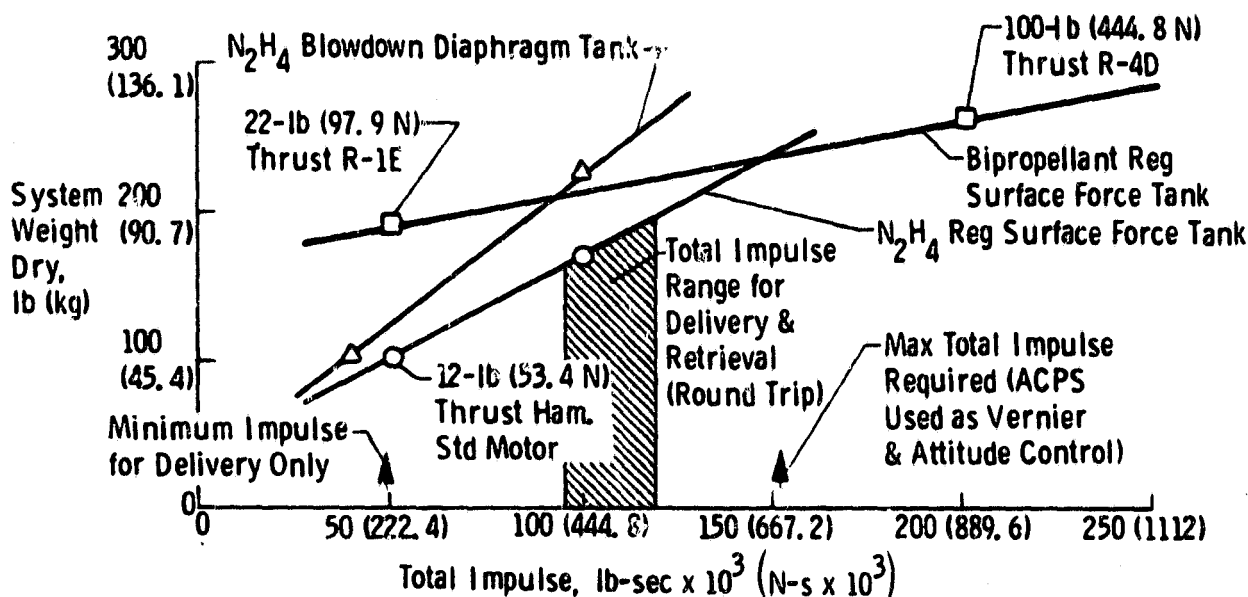 300
(136.1)
N2H4 Blowdown Diaphragm Tank
100-lb (444.8 N)
Thrust R-4D
22-lb (97.9 N)
Thrust R-1E
System
Weight
Dry,
lb (kg)
200
(90.7)
Bipropellant Reg
Surface Force Tank
N2H4 Reg Surface Force Tank
Total Impulse
Range for
Delivery &
Retrieval
(Round Trip)
100
(45.4)
12-lb (53.4 N)
Thrust Ham.
Std Motor
Max Total Impulse
Required (ACPS
Used as Vernier
& Attitude Control)
Minimum Impulse
for Delivery Only
0
0 50 (222.4) 100 (444.8) 150 (667.2) 200 (889.6) 250 (1112)
Total Impulse, lb-sec x 10³ (N-s x 10³)